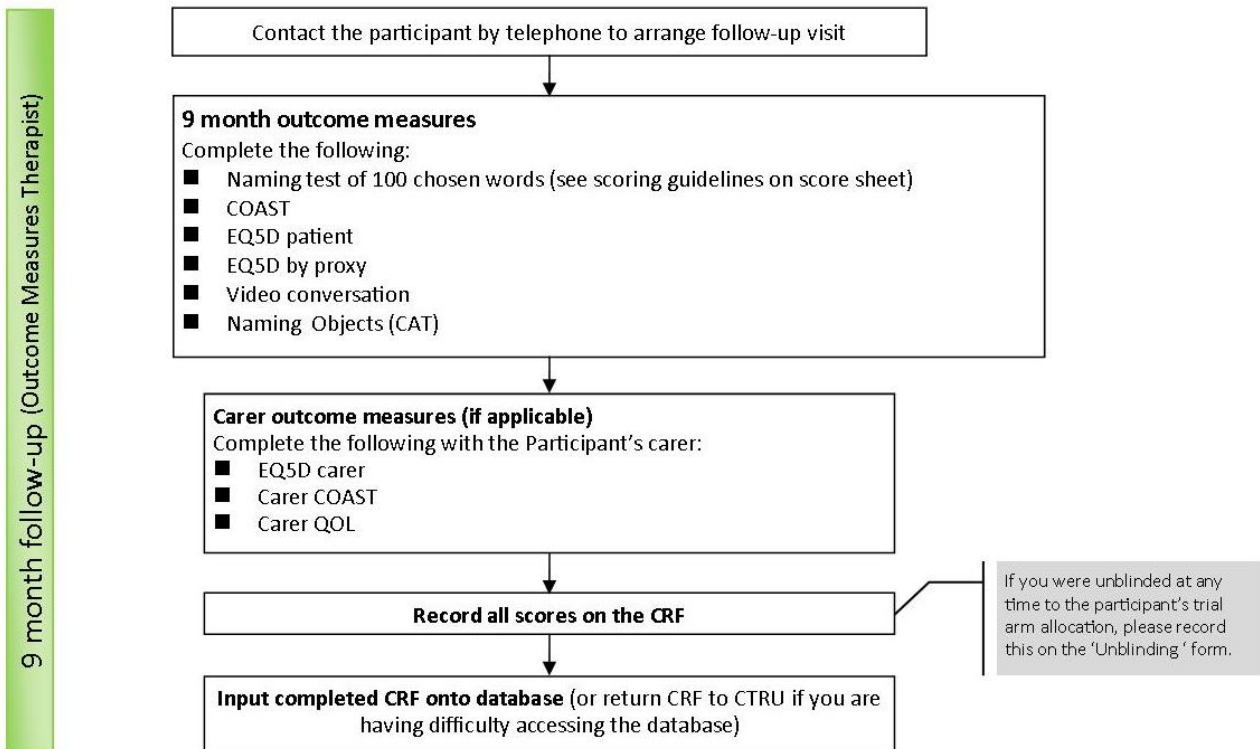 9 month follow-up (Outcome Measures Therapist)
Contact the participant by telephone to arrange follow-up visit
9 month outcome measures
Complete the following:
■ Naming test of 100 chosen words (see scoring guidelines on score sheet)
■ COAST
■ EQ5D patient
■ EQ5D by proxy
■ Video conversation
■ Naming Objects (CAT)
Carer outcome measures (if applicable)
Complete the following with the Participant's carer:
■ EQ5D carer
■ Carer COAST
■ Carer QOL
Record all scores on the CRF
If you were unblinded at any
time to the participant's trial
arm allocation, please record
this on the 'Unblinding ' form.
Input completed CRF onto database (or return CRF to CTRU if you are
having difficulty accessing the database)